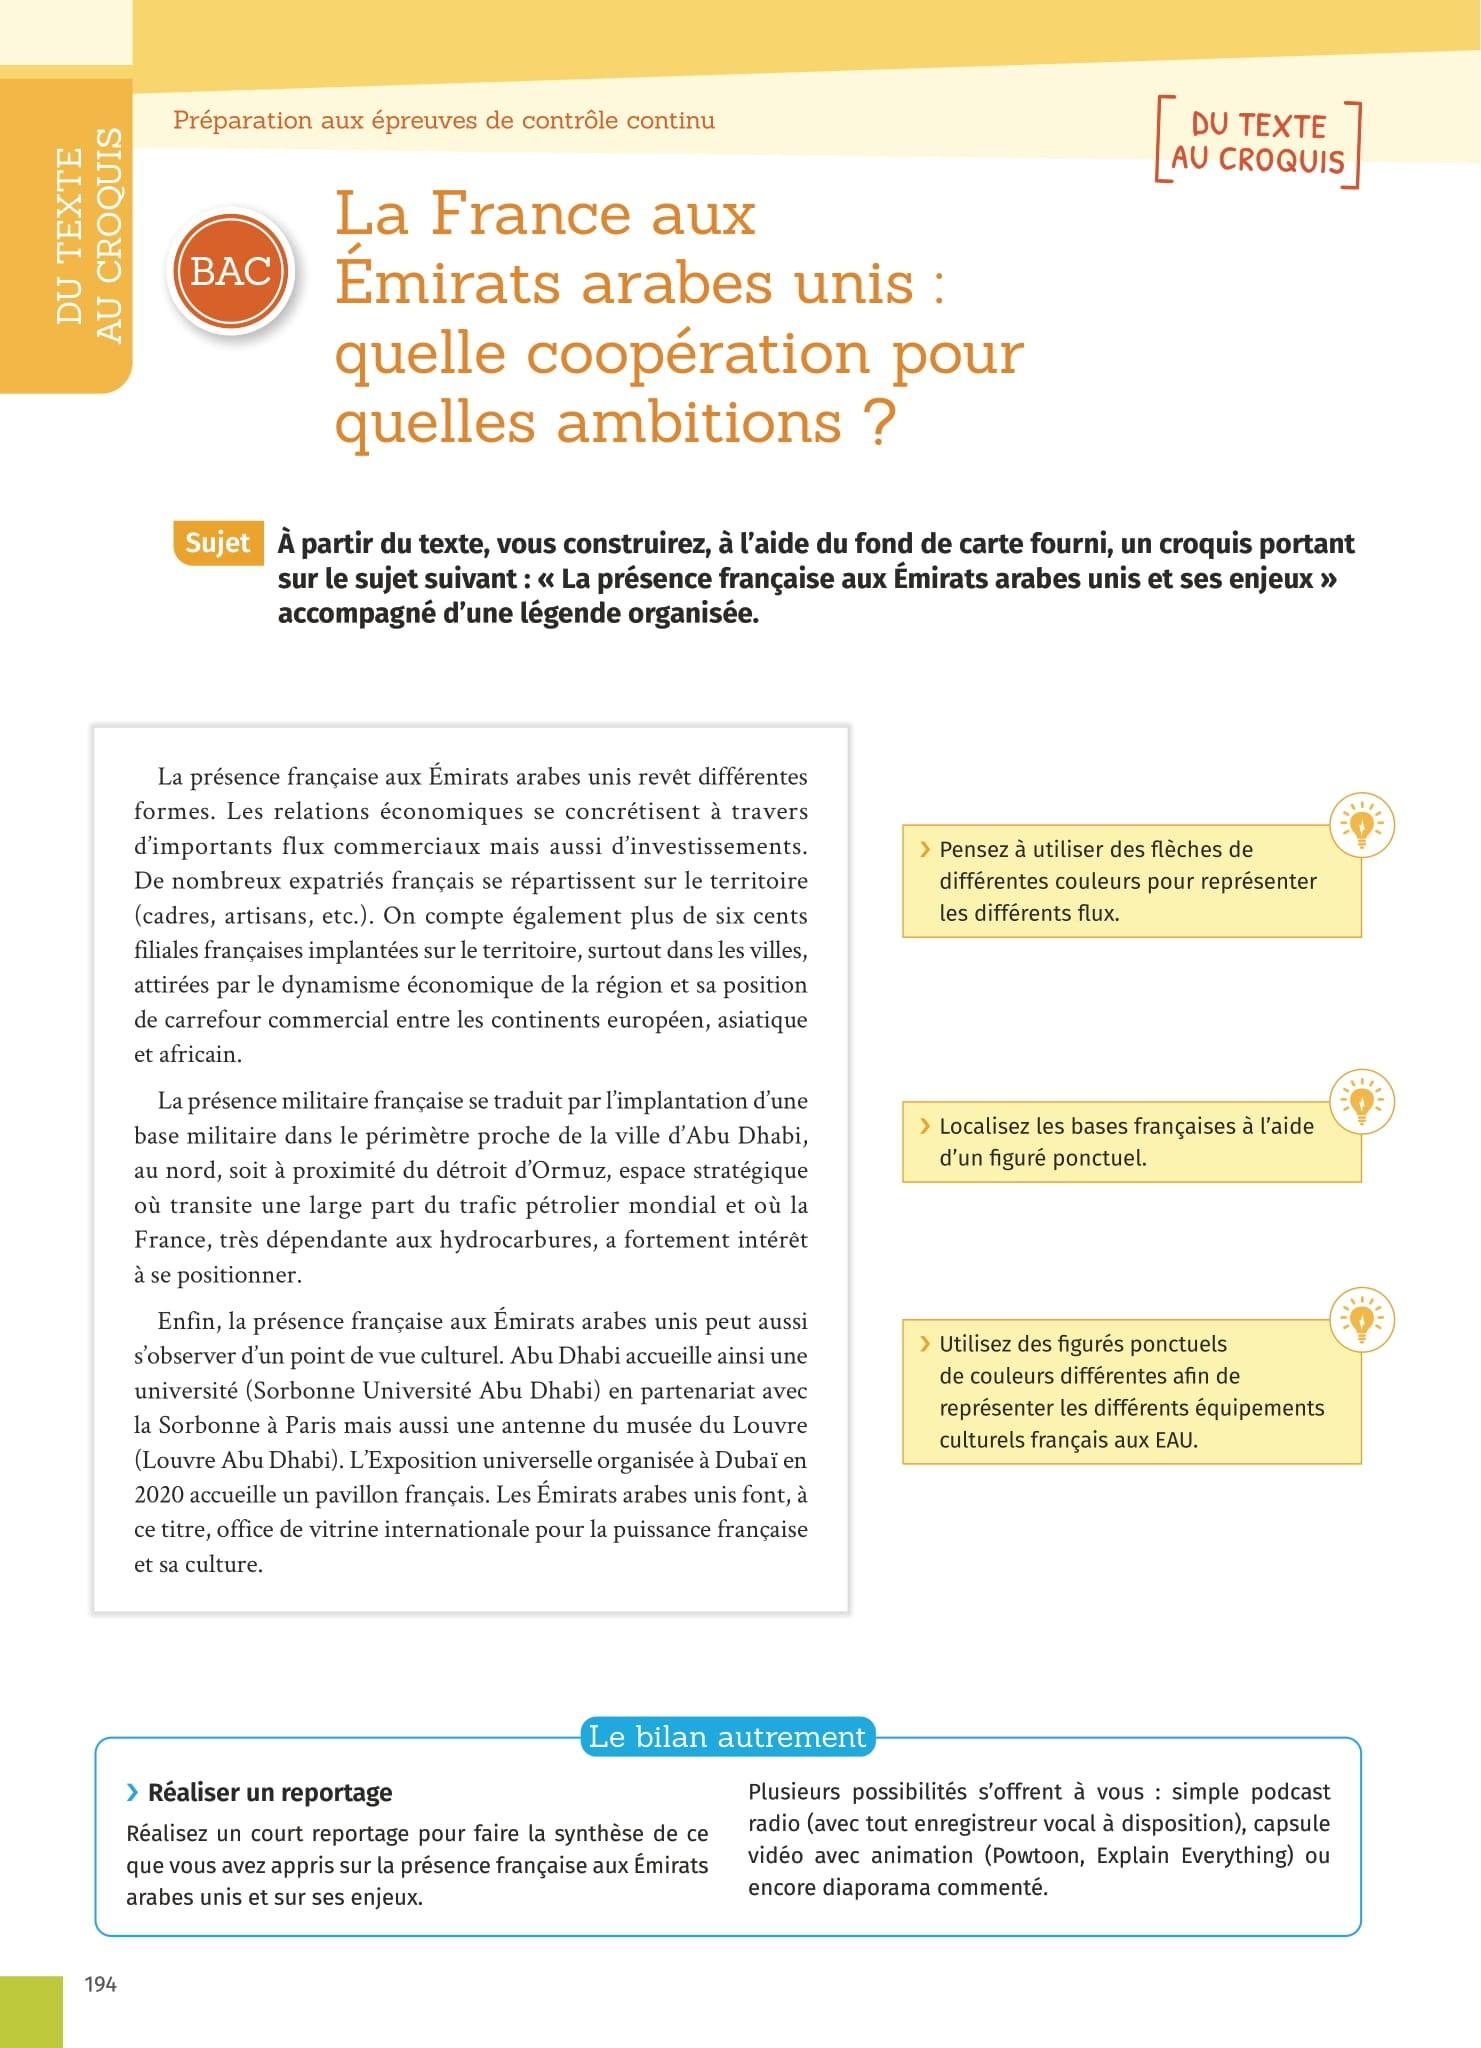 DU TEXTE
AU CROQUIS
Préparation aux épreuves de contrôle continu
DU TEXTE
AU CROQUIS
BAC
La France aux
Émirats arabes unis :
quelle coopération pour
quelles ambitions ?
Sujet
À partir du texte, vous construirez, à l'aide du fond de carte fourni, un croquis portant
sur le sujet suivant : « La présence française aux Émirats arabes unis et ses enjeux »
accompagné d'une légende organisée.
La présence française aux Émirats arabes unis revêt différentes
formes. Les relations économiques se concrétisent à travers
d'importants flux commerciaux mais aussi d'investissements.
De nombreux expatriés français se répartissent sur le territoire
(cadres, artisans, etc.). On compte également plus de six cents
filiales françaises implantées sur le territoire, surtout dans les villes,
attirées par le dynamisme économique de la région et sa position
de carrefour commercial entre les continents européen, asiatique
et africain.
La présence militaire française se traduit par l'implantation d'une
base militaire dans le périmètre proche de la ville d'Abu Dhabi,
au nord, soit à proximité du détroit d'Ormuz, espace stratégique
où transite une large part du trafic pétrolier mondial et où la
France, très dépendante aux hydrocarbures, a fortement intérêt
à se positionner.
Enfin, la présence française aux Émirats arabes unis peut aussi
s'observer d'un point de vue culturel. Abu Dhabi accueille ainsi une
université (Sorbonne Université Abu Dhabi) en partenariat avec
la Sorbonne à Paris mais aussi une antenne du musée du Louvre
(Louvre Abu Dhabi). L'Exposition universelle organisée à Dubaï en
2020 accueille un pavillon français. Les Émirats arabes unis font, à
ce titre, office de vitrine internationale pour la puissance française
et sa culture.
› Pensez à utiliser des flèches de
différentes couleurs pour représenter
les différents flux.
› Localisez les bases françaises à l'aide
d'un figuré ponctuel.
› Utilisez des figurés ponctuels
de couleurs différentes afin de
représenter les différents équipements
culturels français aux EAU.
Le bilan autrement
› Réaliser un reportage
Réalisez un court reportage pour faire la synthèse de ce
que vous avez appris sur la présence française aux Émirats
arabes unis et sur ses enjeux.
Plusieurs possibilités s'offrent à vous : simple podcast
radio (avec tout enregistreur vocal à disposition), capsule
vidéo avec animation (Powtoon, Explain Everything) ou
encore diaporama commenté.
194